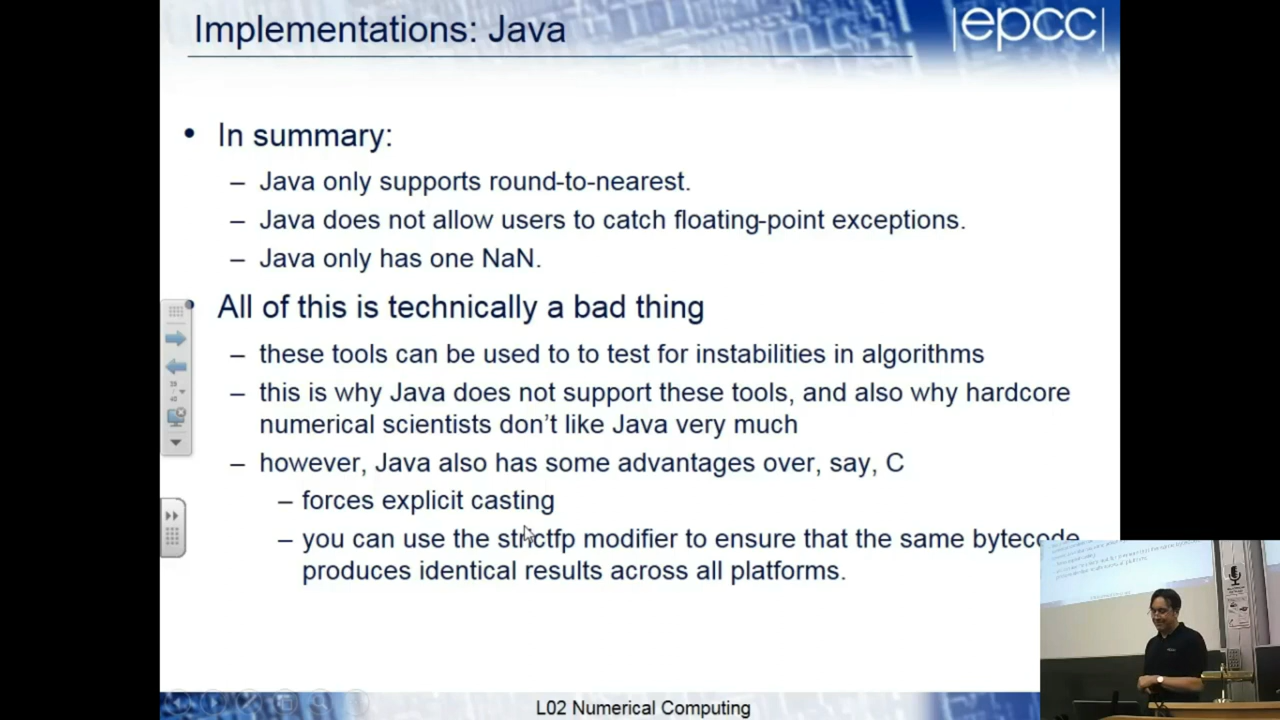 Implementations: Java
|epcc|
• In summary:
– Java only supports round-to-nearest.
– Java does not allow users to catch floating-point exceptions.
– Java only has one NaN.
• All of this is technically a bad thing
– these tools can be used to to test for instabilities in algorithms
– this is why Java does not support these tools, and also why hardcore
numerical scientists don't like Java very much
– however, Java also has some advantages over, say, C
– forces explicit casting
– you can use the strictfp modifier to ensure that the same bytecode
produces identical results across all platforms.
L02 Numerical Computing